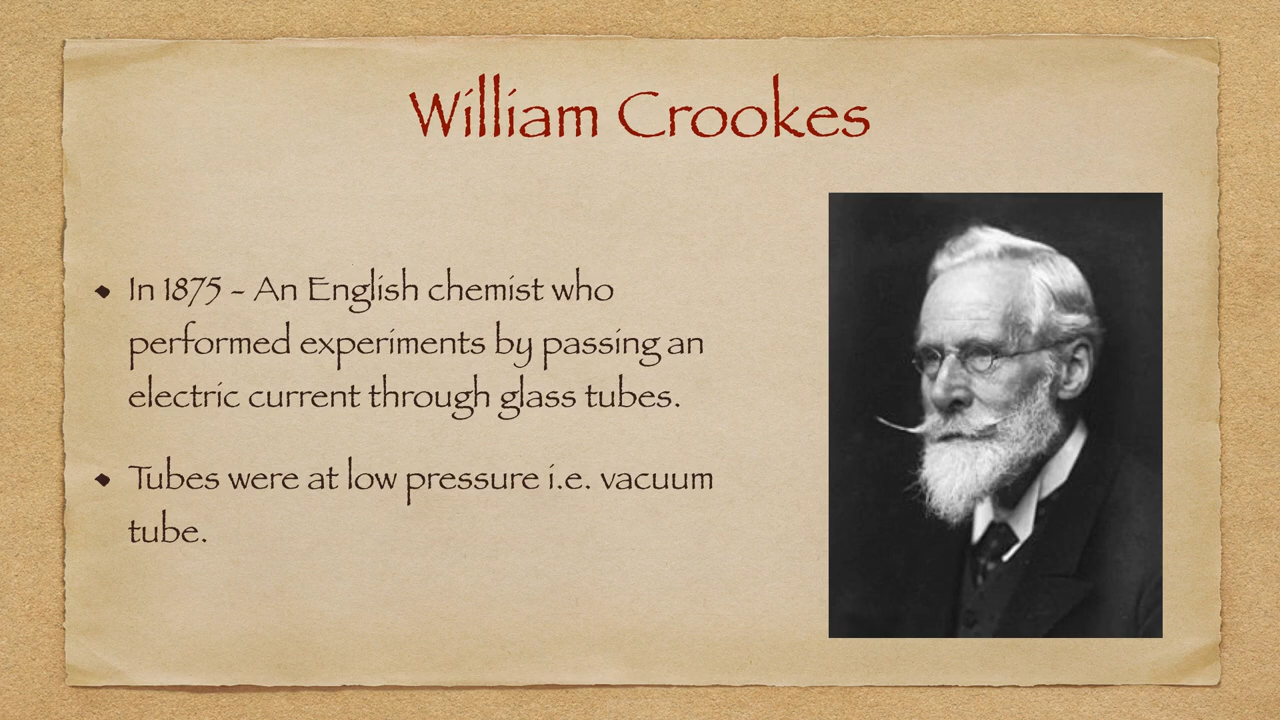 William Crookes
• In 1875 - An English chemist who
performed experiments by passing an
electric current through glass tubes.
• Tubes were at low pressure i.e. vacuum
tube.